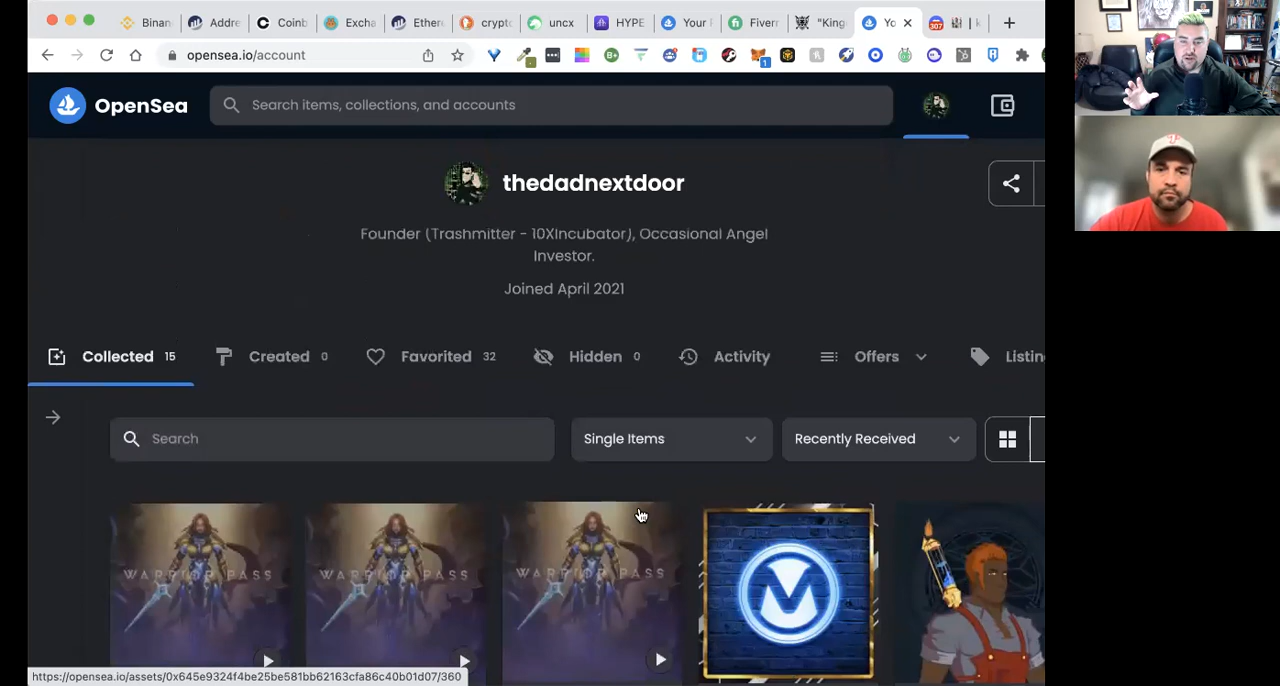 Binan
Addre
Coinb
Excha
Ether
crypto
uncx
HYPE
Your
Fiverr
"King
Yo
opensea.io/account
OpenSea
Search items, collections, and accounts
thedadnextdoor
Founder (Trashmitter - 10XIncubator), Occasional Angel
Investor.
Joined April 2021
Collected 15
Created 0
Favorited 32
Hidden 0
Activity
Offers
Listin
Search
Single Items
Recently Received
WARRIOR PASS
WARRIOR PASS
WARRIOR PASS
https://opensea.io/assets/0x645e9324f4be25be581bb62163cfa86c40b01d07/360